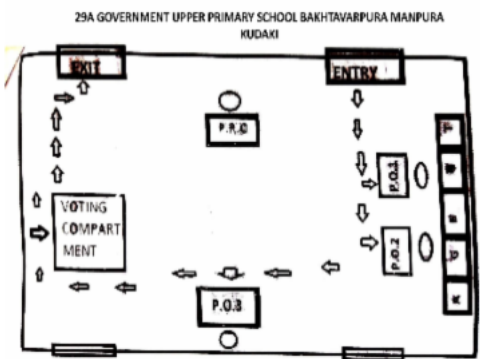 29A GOVERNMENT UPPER PRIMARY SCHOOL BAKHTAVARPURA MANPURA
KUDAKI
EXIT
ENTRY
P.R.O
P.O.1
VOTING
COMPART
MENT
P.O.2
P.O.3